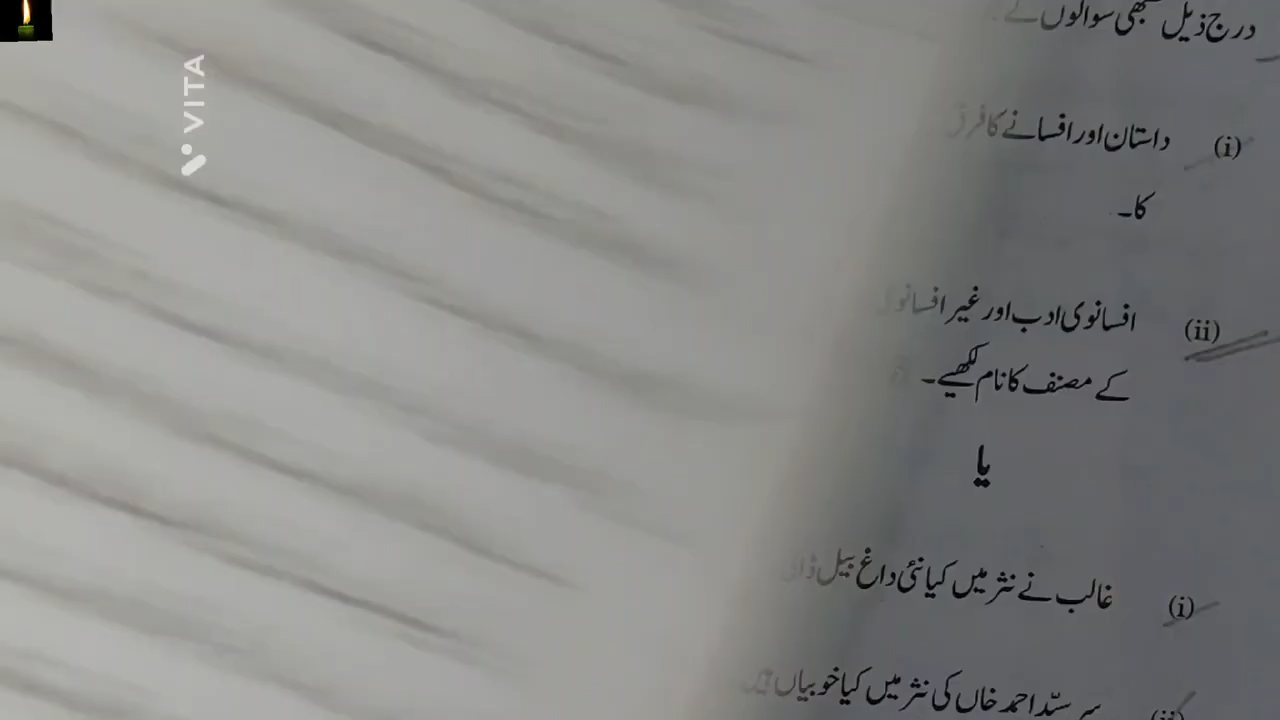 درج ذیل سبھی سوالوں کے
(i) داستان اور افسانے کا فرق
کا۔
(ii) افسانوی ادب اور غیر افسانوی
کے مصنف کا نام لکھیے۔
یا
(i) غالب نے نثر میں کیا نئی داغ بیل ڈالی
(ii) سر سیّد احمد خاں کی نثر میں کیا خوبیاں
VITA